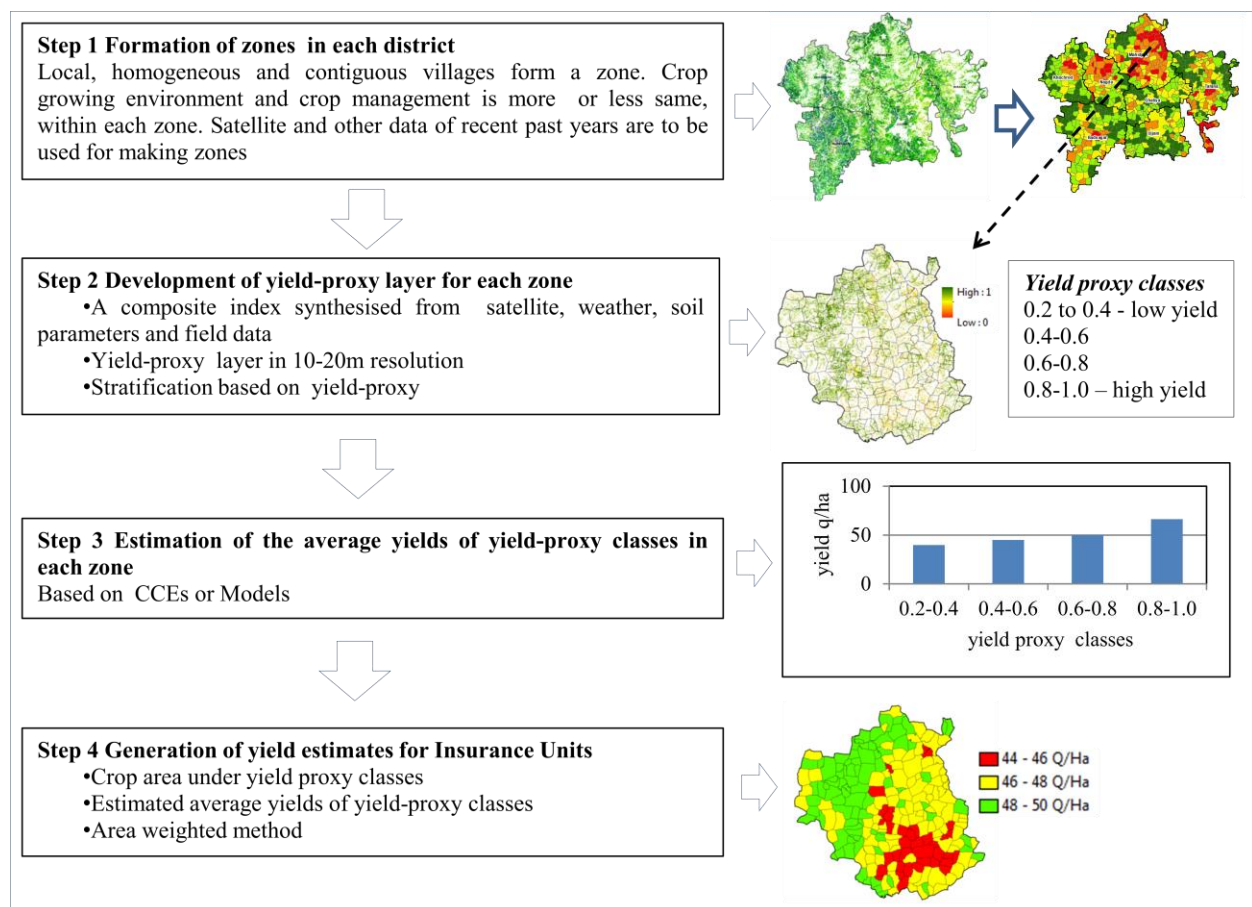 Step 1 Formation of zones in each district
Local, homogeneous and contiguous villages form a zone. Crop
growing environment and crop management is more or less same,
within each zone. Satellite and other data of recent past years are to be
used for making zones
Step 2 Development of yield-proxy layer for each zone
•A composite index synthesised from satellite, weather, soil
parameters and field data
•Yield-proxy layer in 10-20m resolution
•Stratification based on yield-proxy
High : 1
Low : 0
Yield proxy classes
0.2 to 0.4 - low yield
0.4-0.6
0.6-0.8
0.8-1.0 – high yield
Step 3 Estimation of the average yields of yield-proxy classes in
each zone
Based on CCEs or Models
yield q/ha
100
50
0
0.2-0.4 0.4-0.6 0.6-0.8 0.8-1.0
yield proxy classes
Step 4 Generation of yield estimates for Insurance Units
•Crop area under yield proxy classes
•Estimated average yields of yield-proxy classes
•Area weighted method
44 - 46 Q/Ha
46 - 48 Q/Ha
48 - 50 Q/Ha